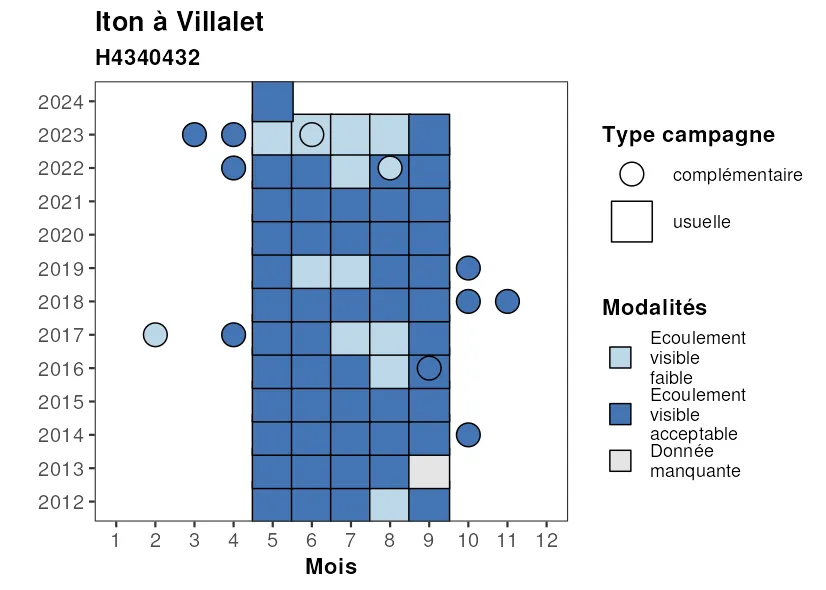 Iton à Villalet
H4340432
2024
2023
2022
2021
2020
2019
2018
2017
2016
2015
2014
2013
2012
1 2 3 4 5 6 7 8 9 10 11 12
Mois
Type campagne
complémentaire
usuelle
Modalités
Ecoulement
visible
faible
Ecoulement
visible
acceptable
Donnée
manquante